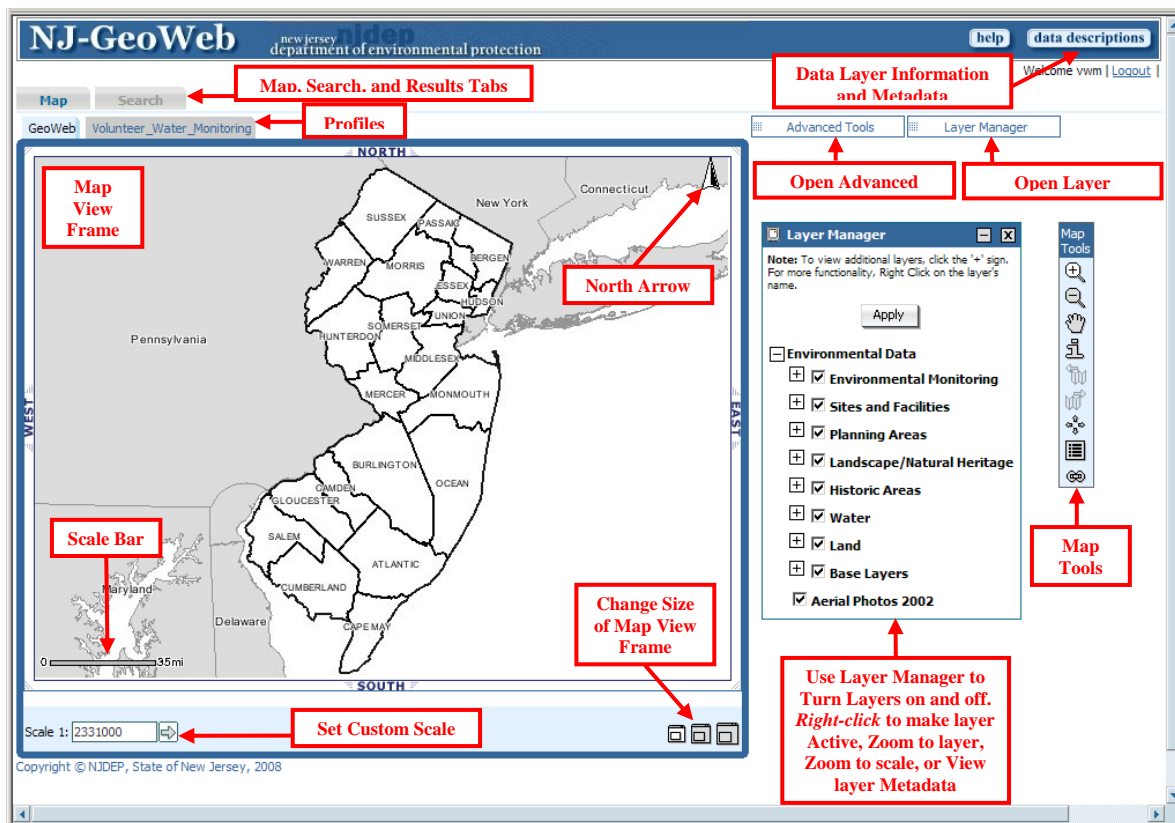 NJ-GeoWeb
new jersey njdep
department of environmental protection
help
data descriptions
Welcome vwm | Logout |
Data Layer Information
and Metadata
Map, Search, and Results Tabs
Map
Search
GeoWeb
Volunteer_Water_Monitoring
Profiles
Advanced Tools
Layer Manager
Open Advanced
Open Layer
NORTH
Map
View
Frame
Connecticut
New York
SUSSEX
PASSAIC
BERGEN
WARREN
MORRIS
ESSEX
HUDSON
UNION
North Arrow
SOMERSET
HUNTERDON
Pennsylvania
MIDDLESEX
MERCER
MONMOUTH
WEST
EAST
BURLINGTON
OCEAN
CAMDEN
GLOUCESTER
SALEM
ATLANTIC
CUMBERLAND
CAPE MAY
Scale Bar
Maryland
Delaware
0
35mi
SOUTH
Change Size
of Map View
Frame
Scale 1: 2331000
Set Custom Scale
Copyright © NJDEP, State of New Jersey, 2008
Layer Manager
Note: To view additional layers, click the '+' sign.
For more functionality, Right Click on the layer's
name.
Apply
Environmental Data
Environmental Monitoring
Sites and Facilities
Planning Areas
Landscape/Natural Heritage
Historic Areas
Water
Land
Base Layers
Aerial Photos 2002
Map
Tools
Map
Tools
Use Layer Manager to
Turn Layers on and off.
Right-click to make layer
Active, Zoom to layer,
Zoom to scale, or View
layer Metadata